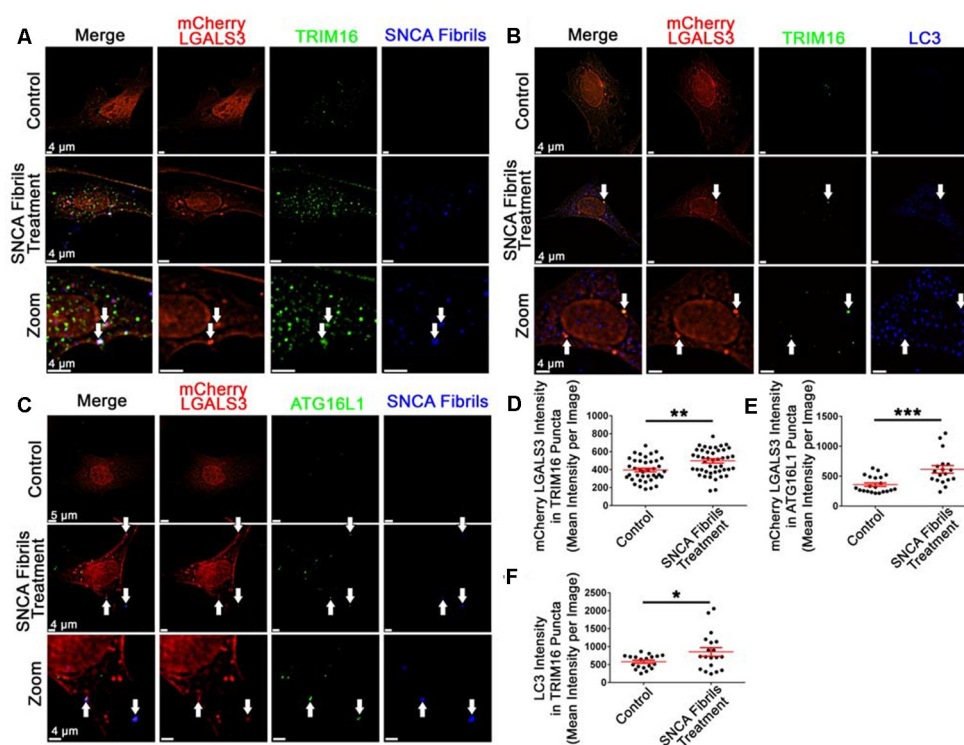 A
Merge
mCherry
LGALS3
TRIM16
SNCA Fibrils
Control
4 µm
SNCA Fibrils
Treatment
4 µm
Zoom
4 µm
B
Merge
mCherry
LGALS3
TRIM16
LC3
Control
4 µm
SNCA Fibrils
Treatment
4 µm
Zoom
4 µm
C
Merge
mCherry
LGALS3
ATG16L1
SNCA Fibrils
Control
5 µm
SNCA Fibrils
Treatment
4 µm
Zoom
4 µm
D
mCherry LGALS3 Intensity
in TRIM16 Puncta
(Mean Intensity per Image)
1000
800
600
400
200
0
**
Control
SNCA Fibrils
Treatment
E
mCherry LGALS3 Intensity
in ATG16L1 Puncta
(Mean Intensity per Image)
1500
1000
500
0
***
Control
SNCA Fibrils
Treatment
F
LC3 Intensity
in TRIM16 Puncta
(Mean Intensity per Image)
2500
2000
1500
1000
500
0
*
Control
SNCA Fibrils
Treatment